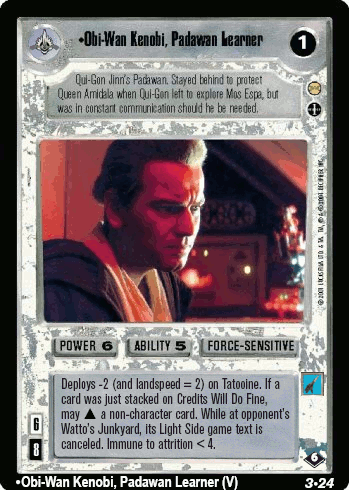 •Obi-Wan Kenobi, Padawan Learner
1
Qui-Gon Jinn's Padawan. Stayed behind to protect
Queen Amidala when Qui-Gon left to explore Mos Espa, but
was in constant communication should he be needed.
POWER 6
ABILITY 5
FORCE-SENSITIVE
Deploys -2 (and landspeed = 2) on Tatooine. If a
card was just stacked on Credits Will Do Fine,
may ▲ a non-character card. While at opponent's
Watto's Junkyard, its Light Side game text is
canceled. Immune to attrition < 4.
6
8
6
•Obi-Wan Kenobi, Padawan Learner (V)
3•24